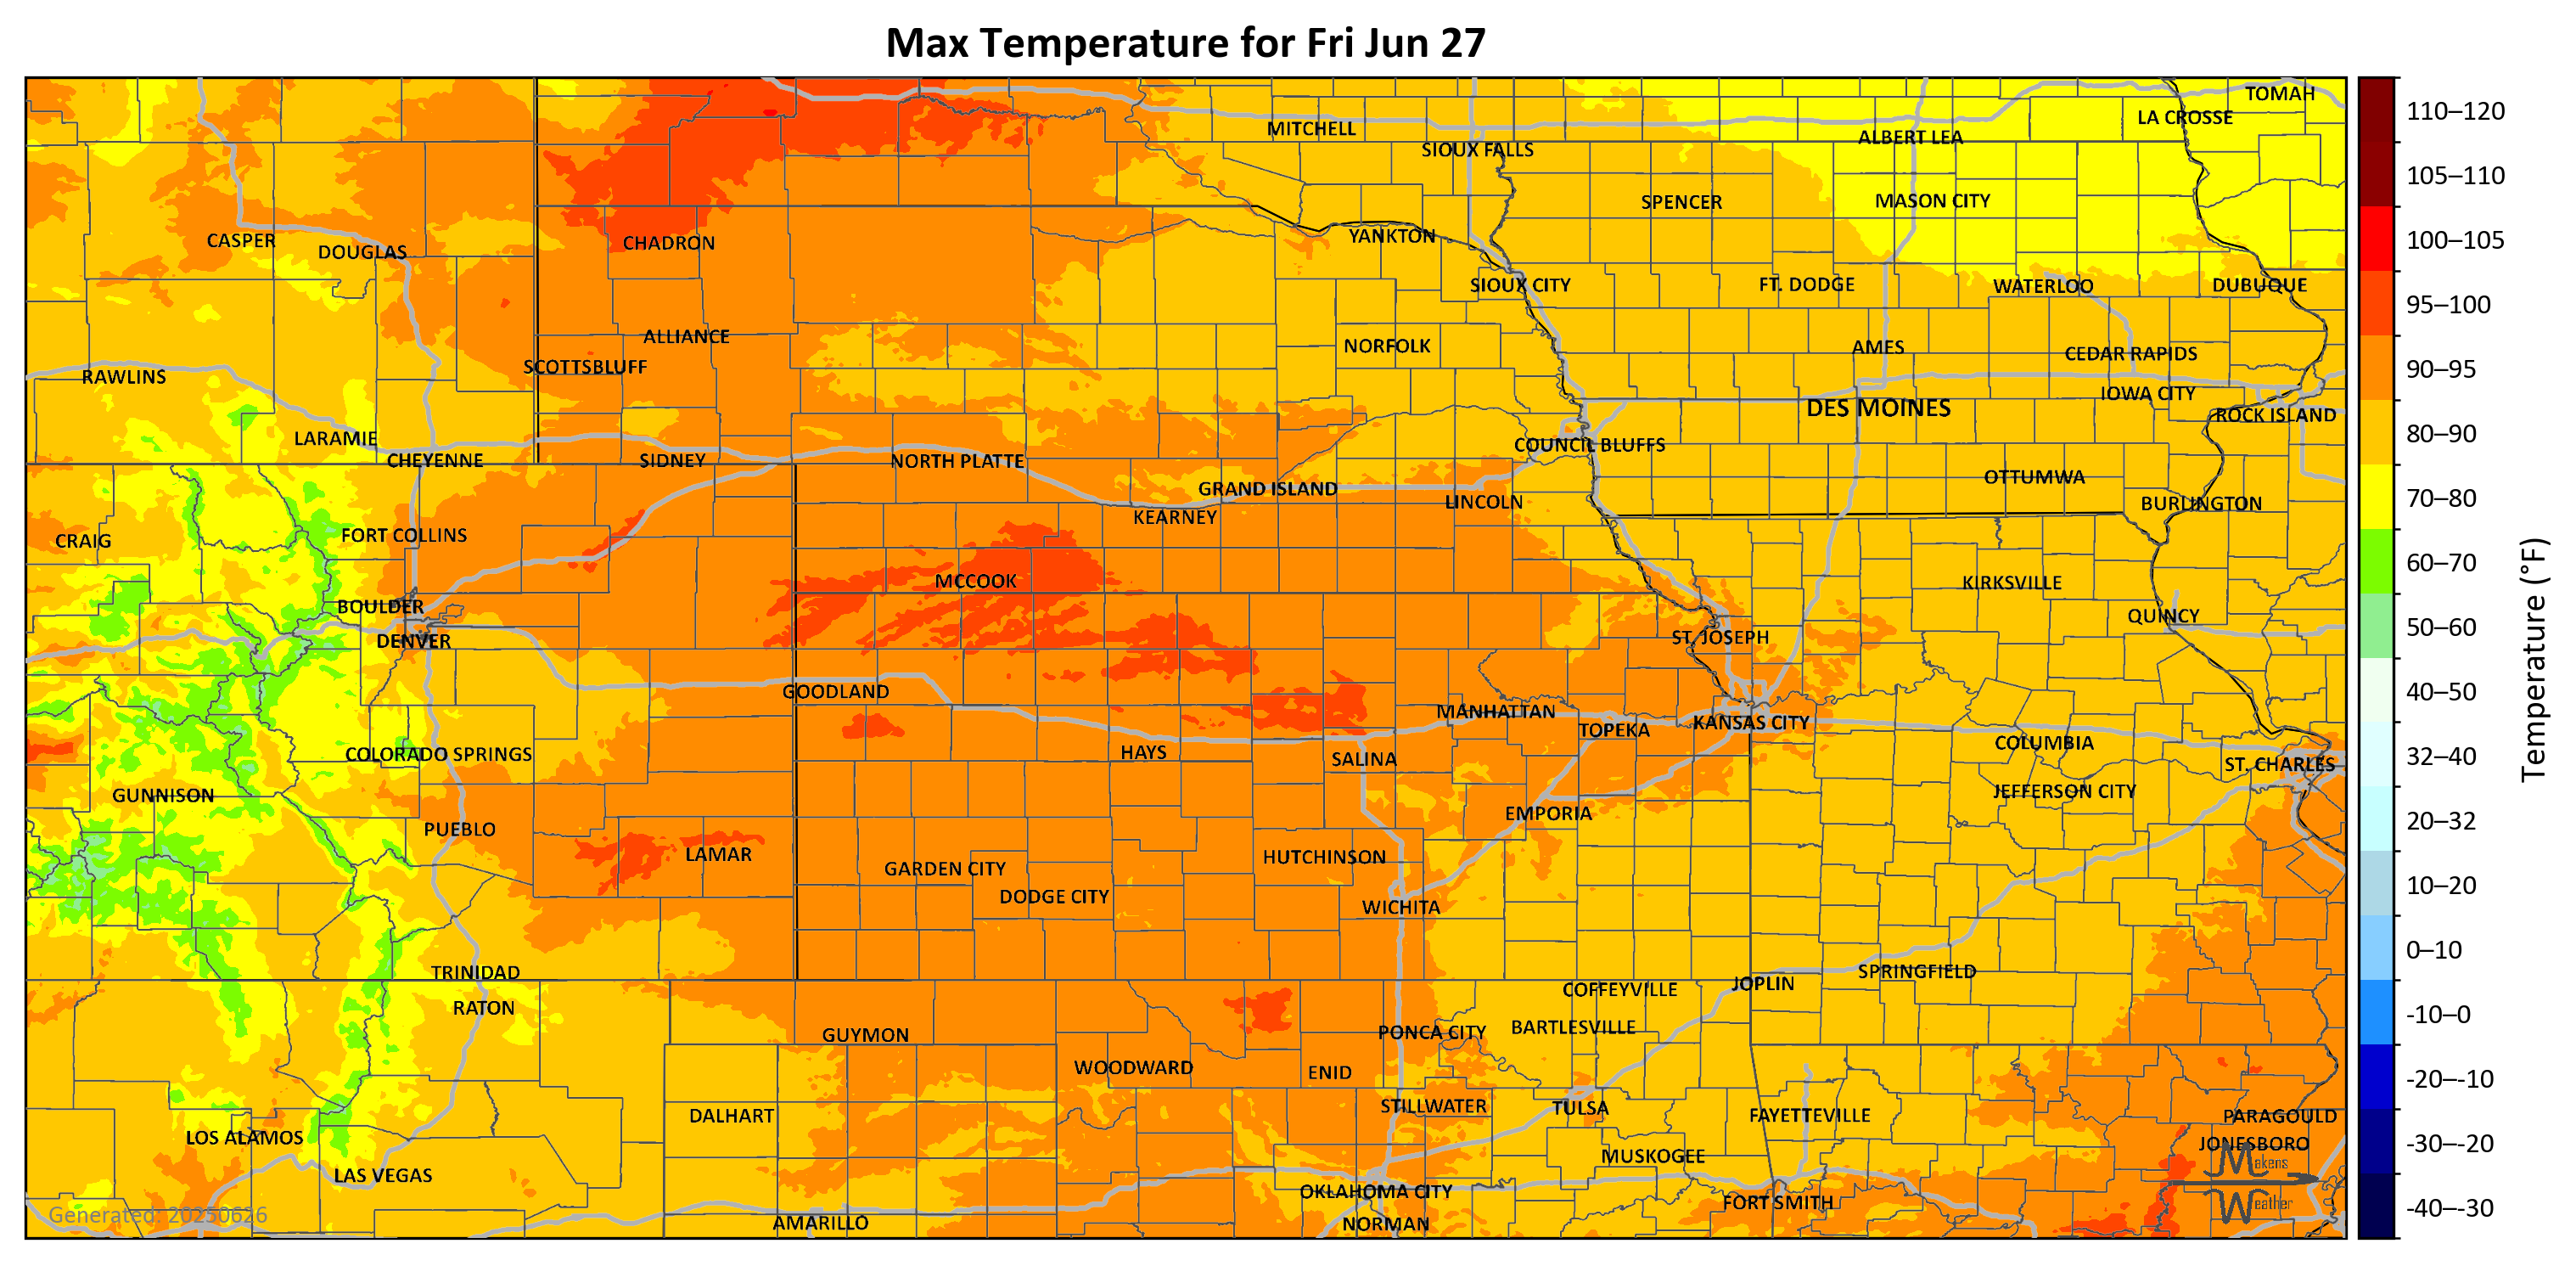 Max Temperature for Fri Jun 27
TOMAH
LA CROSSE
MITCHELL
ALBERT LEA
SIOUX FALLS
SPENCER
MASON CITY
CASPER
DOUGLAS
CHADRON
YANKTON
SIOUX CITY
FT. DODGE
WATERLOO
DUBUQUE
ALLIANCE
NORFOLK
AMES
CEDAR RAPIDS
SCOTTSBLUFF
RAWLINS
IOWA CITY
DES MOINES
ROCK ISLAND
LARAMIE
COUNCIL BLUFFS
CHEYENNE
SIDNEY
NORTH PLATTE
OTTUMWA
GRAND ISLAND
LINCOLN
BURLINGTON
KEARNEY
CRAIG
FORT COLLINS
MCCOOK
KIRKSVILLE
BOULDER
QUINCY
DENVER
ST. JOSEPH
GOODLAND
MANHATTAN
TOPEKA
KANSAS CITY
COLORADO SPRINGS
HAYS
SALINA
COLUMBIA
ST. CHARLES
GUNNISON
JEFFERSON CITY
EMPORIA
PUEBLO
LAMAR
HUTCHINSON
GARDEN CITY
DODGE CITY
WICHITA
TRINIDAD
SPRINGFIELD
JOPLIN
COFFEYVILLE
RATON
GUYMON
PONCA CITY
BARTLESVILLE
WOODWARD
ENID
STILLWATER
TULSA
DALHART
FAYETTEVILLE
PARAGOULD
LOS ALAMOS
JONESBORO
MUSKOGEE
LAS VEGAS
OKLAHOMA CITY
FORT SMITH
AMARILLO
NORMAN
Generated: 20250626
Makens
Weather
110–120
105–110
100–105
95–100
90–95
80–90
70–80
60–70
50–60
40–50
32–40
20–32
10–20
0–10
-10–0
-20–-10
-30–-20
-40–-30
Temperature (°F)